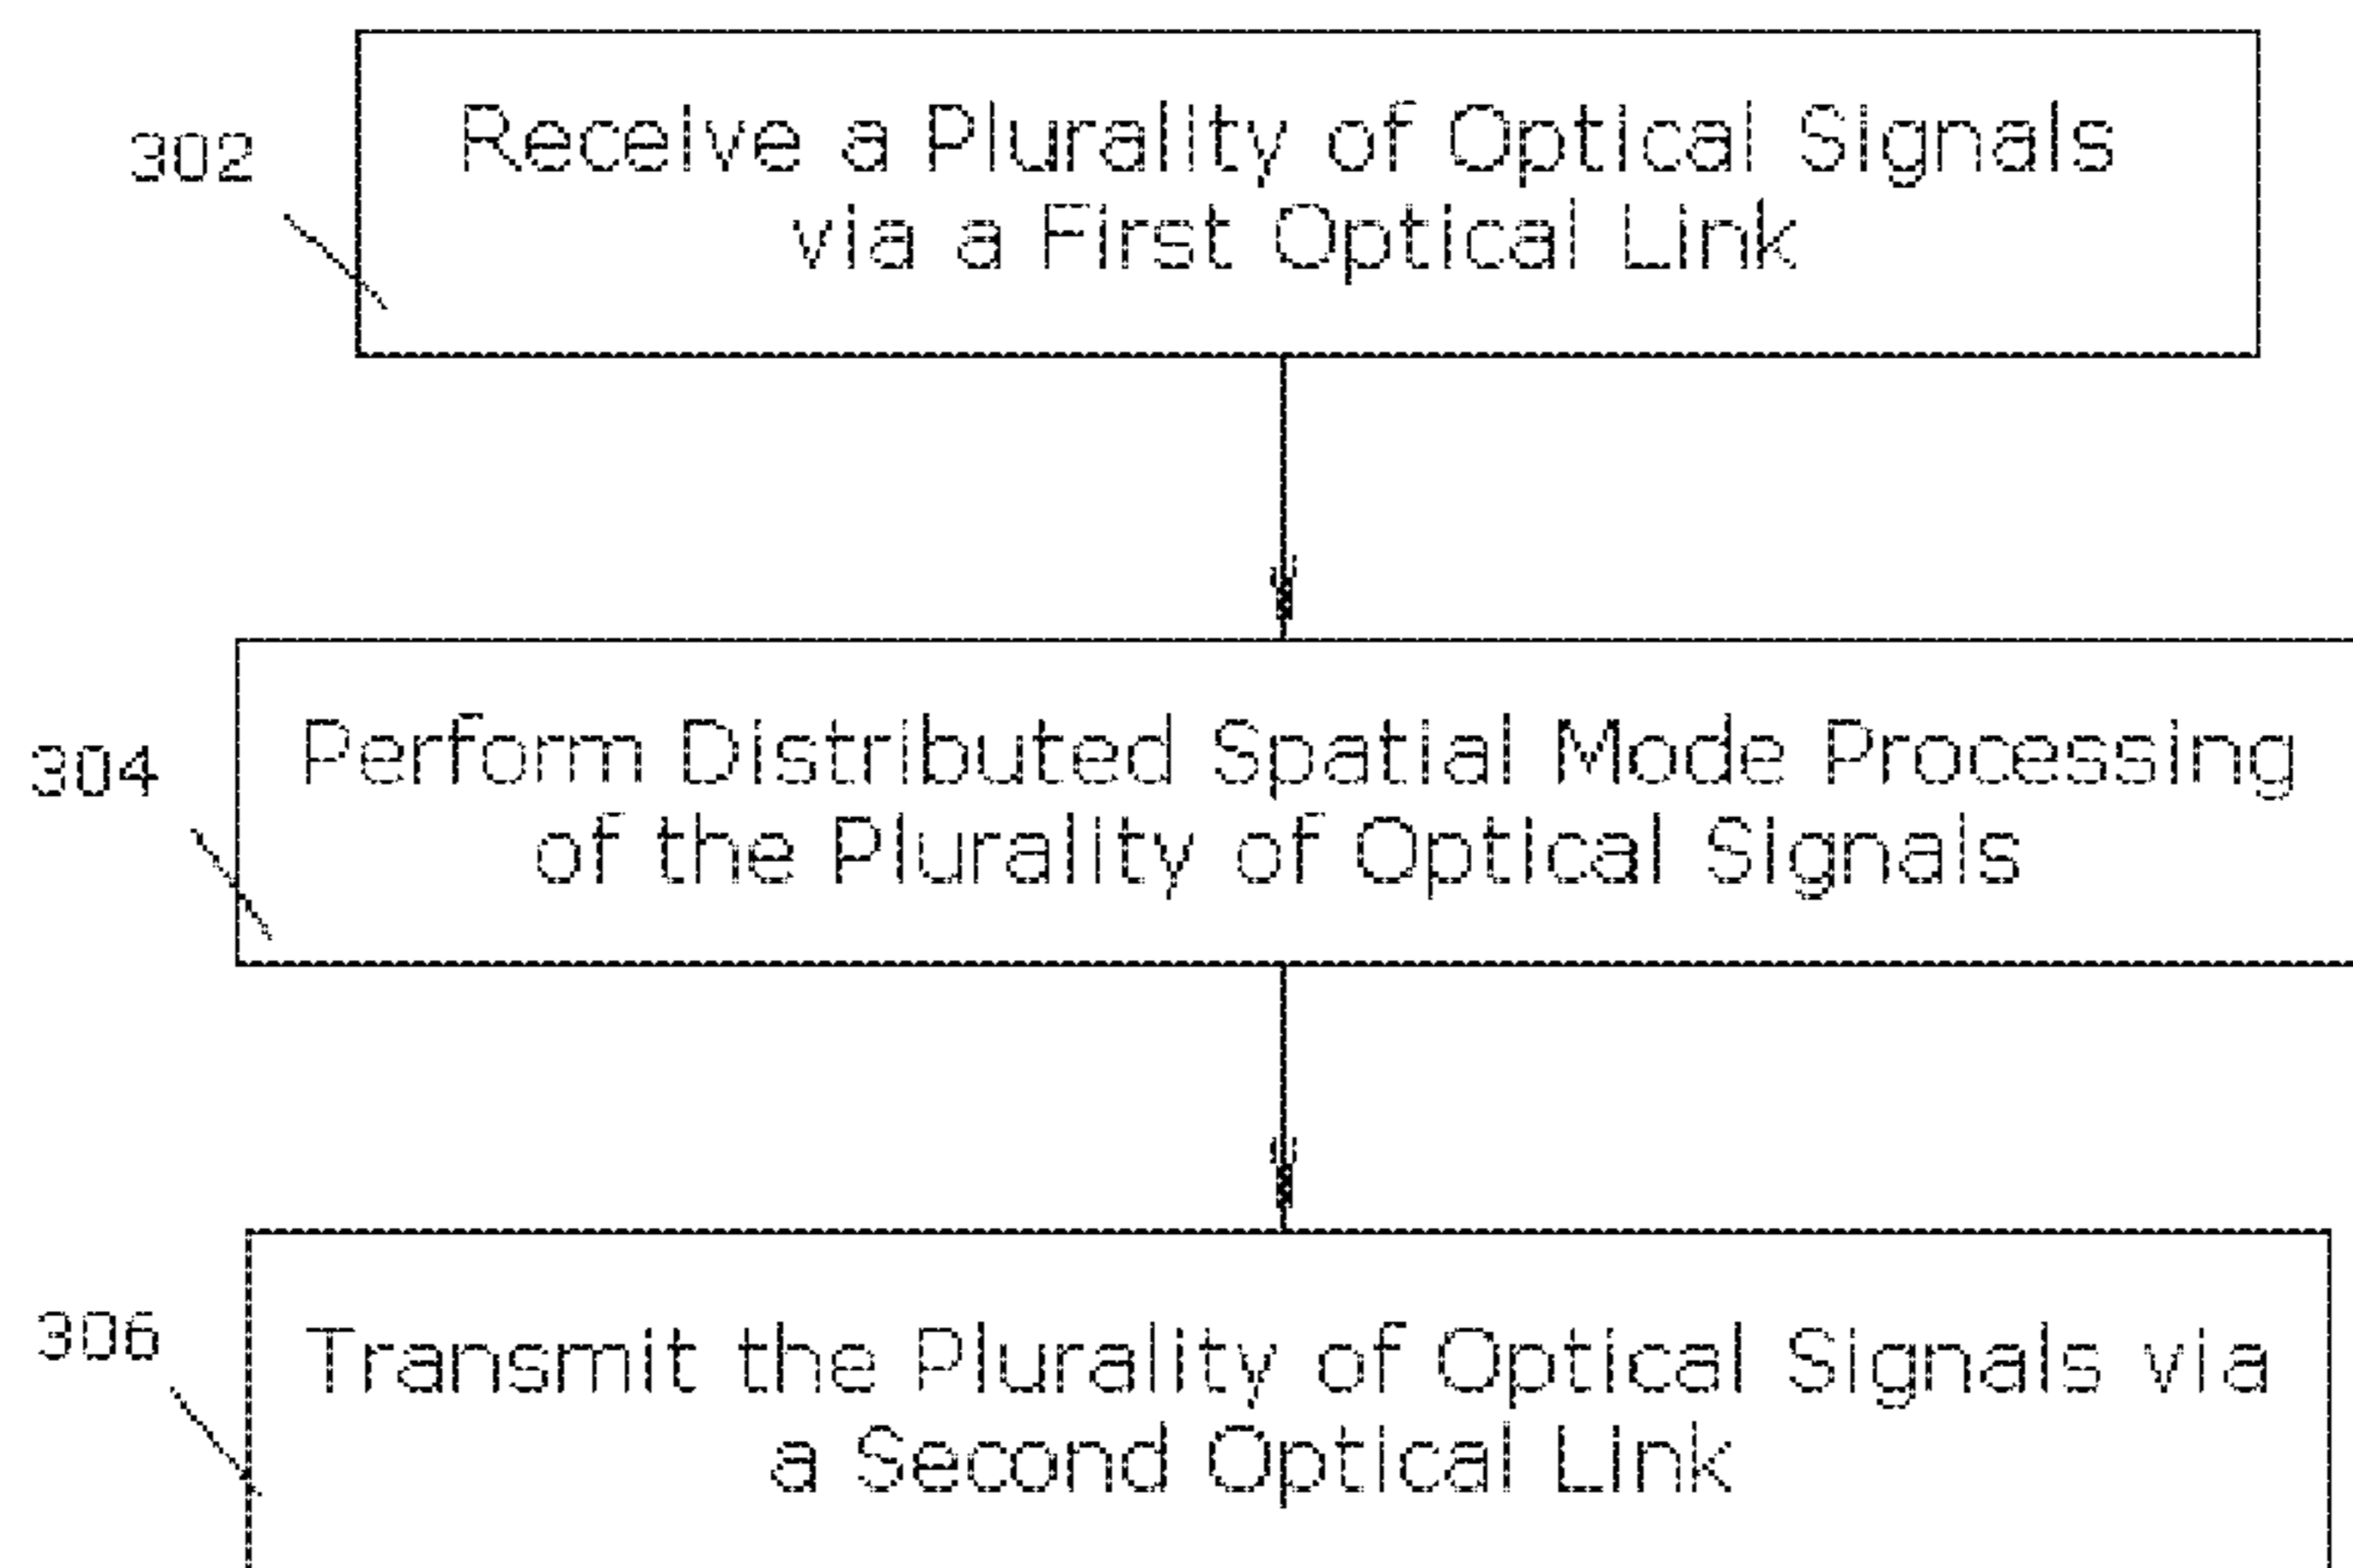 302
Receive a Plurality of Optical Signals
via a First Optical Link
304
Perform Distributed Spatial Mode Processing
of the Plurality of Optical Signals
306
Transmit the Plurality of Optical Signals via
a Second Optical Link